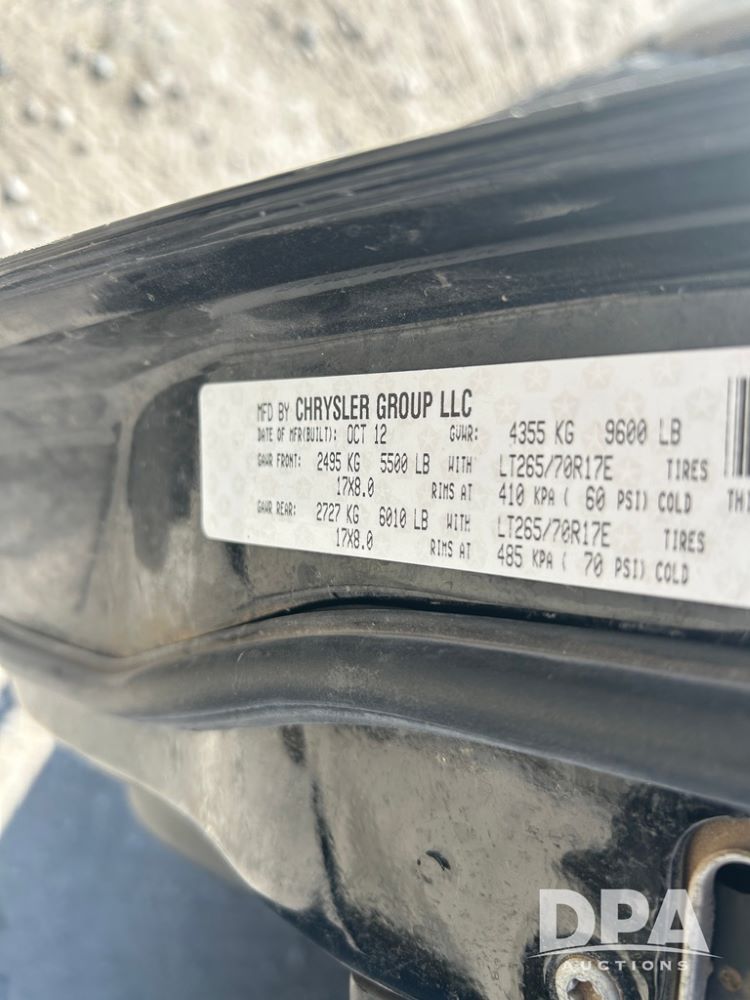 MFD BY CHRYSLER GROUP LLC
DATE OF MFR(BUILT): OCT 12 GVWR: 4355 KG 9600 LB
GAWR FRONT: 2495 KG 5500 LB WITH LT265/70R17E TIRES
17X8.0 RIMS AT 410 KPA ( 60 PSI) COLD
GAWR REAR: 2727 KG 6010 LB WITH LT265/70R17E TIRES
17X8.0 RIMS AT 485 KPA ( 70 PSI) COLD
DPA
AUCTIONS